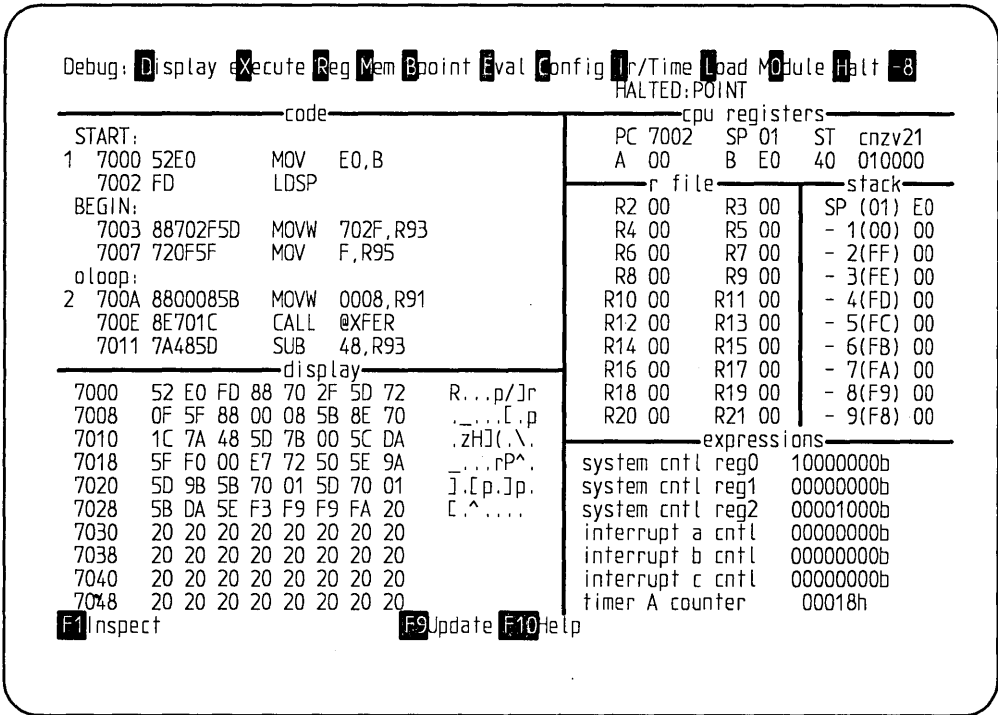 Debug: Display eXecute Reg Mem Bpoint Eval Config Ir/Time Load MOdule Halt -8
HALTED:POINT
code
START:
1 7000 52E0 MOV E0,B
7002 FD LDSP
BEGIN:
7003 88702F5D MOVW 702F,R93
7007 720F5F MOV F,R95
oloop:
2 700A 8800085B MOVW 0008,R91
700E 8E701C CALL @XFER
7011 7A485D SUB 48,R93
cpu registers
PC 7002 SP 01 ST cnzv21
A 00 B E0 40 010000
r file
R2 00 R3 00
R4 00 R5 00
R6 00 R7 00
R8 00 R9 00
R10 00 R11 00
R12 00 R13 00
R14 00 R15 00
R16 00 R17 00
R18 00 R19 00
R20 00 R21 00
stack
SP (01) E0
- 1(00) 00
- 2(FF) 00
- 3(FE) 00
- 4(FD) 00
- 5(FC) 00
- 6(FB) 00
- 7(FA) 00
- 8(F9) 00
- 9(F8) 00
display
7000 52 E0 FD 88 70 2F 5D 72 R...p/]r
7008 0F 5F 88 00 08 5B 8E 70 ._...[.p
7010 1C 7A 48 5D 7B 00 5C DA .zH](.\.
7018 5F F0 00 E7 72 50 5E 9A _...rP^.
7020 5D 9B 5B 70 01 5D 70 01 ].[p.]p.
7028 5B DA 5E F3 F9 F9 FA 20 [.^....
7030 20 20 20 20 20 20 20 20
7038 20 20 20 20 20 20 20 20
7040 20 20 20 20 20 20 20 20
7048 20 20 20 20 20 20 20 20
expressions
system cntl reg0 10000000b
system cntl reg1 00000000b
system cntl reg2 00001000b
interrupt a cntl 00000000b
interrupt b cntl 00000000b
interrupt c cntl 00000000b
timer A counter 00018h
F1Inspect F9Update F10Help